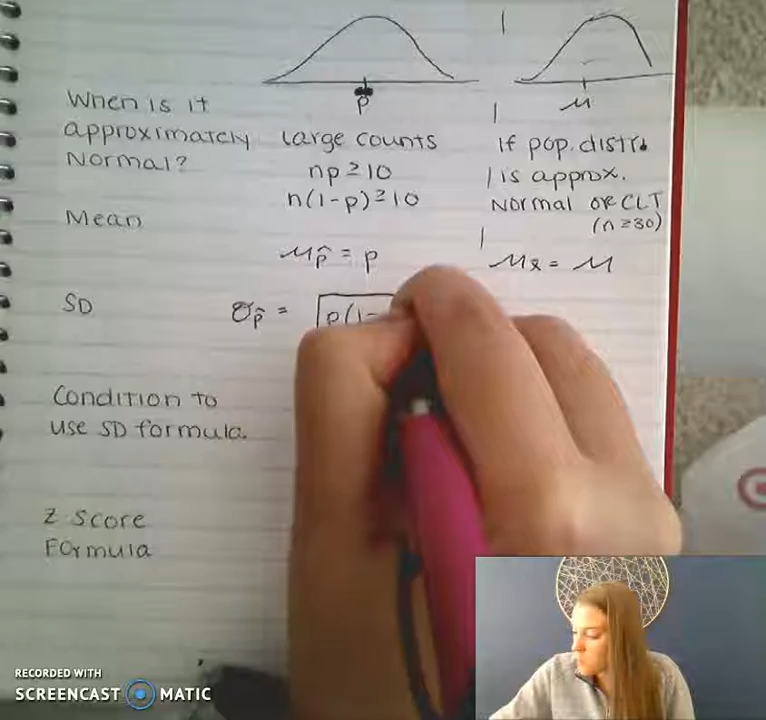 p
μ
When is it
approximately
Normal?
Large counts
np ≥ 10
n(1-p) ≥ 10
If pop. distr.
is approx.
Normal OR CLT
(n ≥ 30)
Mean
μp̂ = p
μx̄ = μ
SD
σp̂ = √p(1-
Condition to
use SD formula
Z Score
Formula
RECORDED WITH
SCREENCAST MATIC